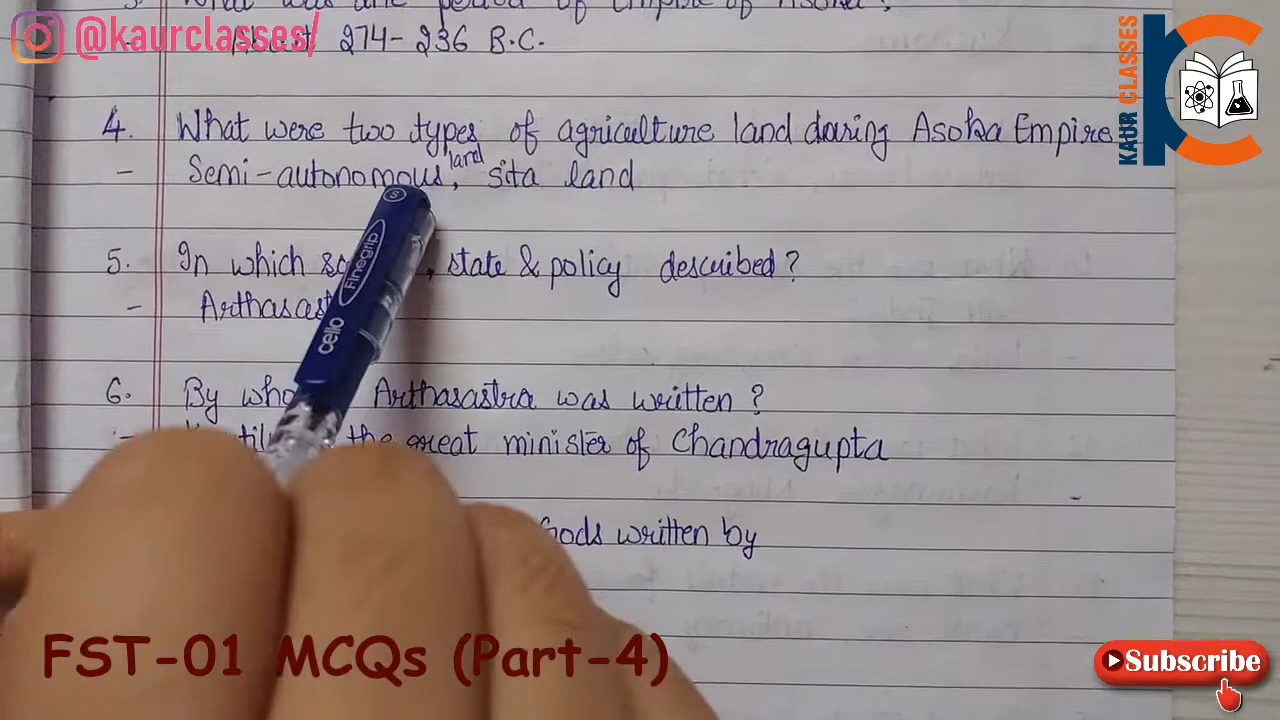 @kaurclasses/
274-236 B.C.
4. What were two types of agriculture land during Asoka Empire
- Semi-autonomous land, sita land
5. In which , state & policy described?
- Arthasast
6. By who Arthasastra was written?
- the great minister of Chandragupta
Gods written by
FST-01 MCQs (Part-4)
KAUR CLASSES
Subscribe
cello
Finegrip